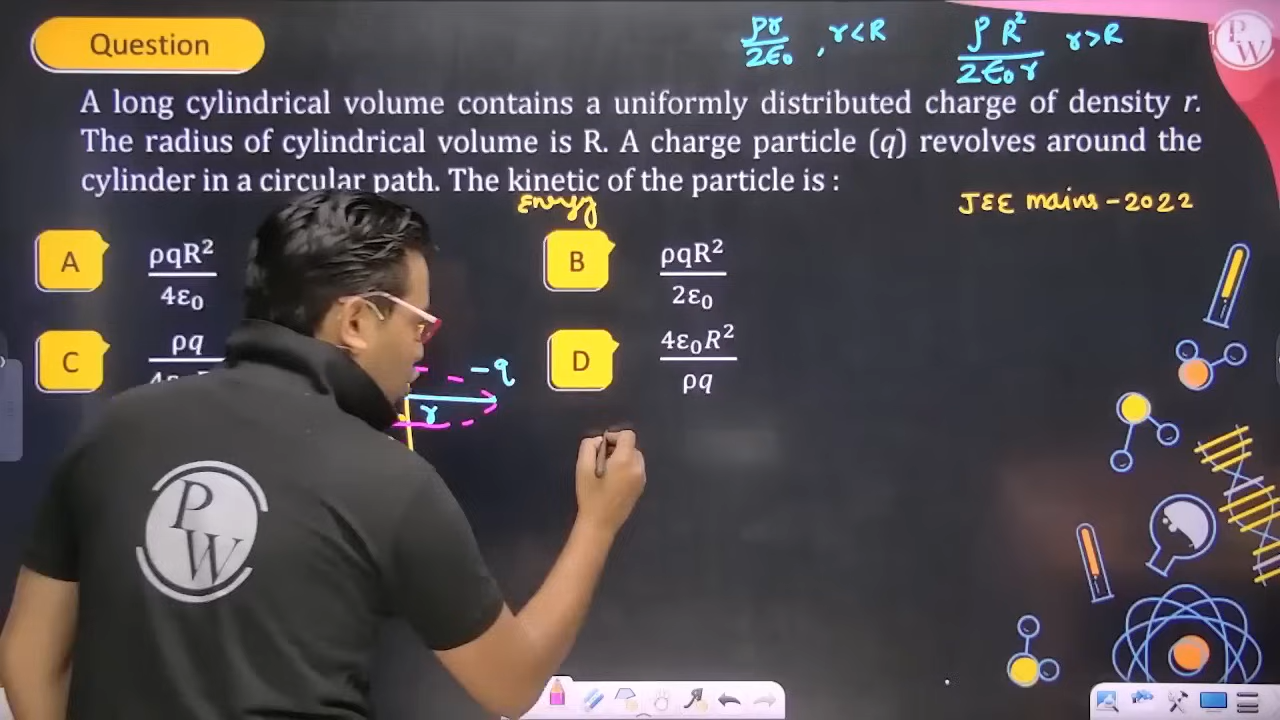 Question
ρr/2ε₀ , r<R
ρR²/2ε₀r r>R
PW
A long cylindrical volume contains a uniformly distributed charge of density r.
The radius of cylindrical volume is R. A charge particle (q) revolves around the
cylinder in a circular path. The kinetic of the particle is :
Energy
JEE mains - 2022
A ρqR²/4ε₀
B ρqR²/2ε₀
C ρq
D 4ε₀R²/ρq
-q
r
PW